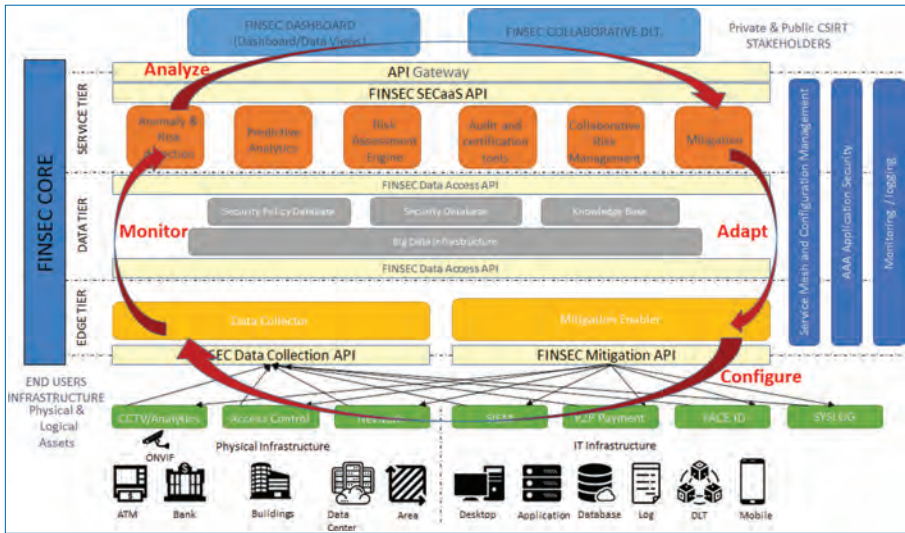 FINSEC DASHBOARD
(Dashboard/Data Views)
FINSEC COLLABORATIVE DLT.
Private & Public CSIRT
STAKEHOLDERS
Analyze
API Gateway
FINSEC SECaaS API
FINSEC CORE
SERVICE TIER
Anomaly &
Risk
Predictive
Analytics
Risk
Assessment
Engine
Audit and
certification
tools
Collaborative
Risk
Management
Mitigation
FINSEC Data Access API
DATA TIER
Security Policy Database
Security Database
Knowledge Base
Monitor
Adapt
Big Data Infrastructure
FINSEC Data Access API
EDGE TIER
Data Collector
Mitigation Enabler
SEC Data Collection API
FINSEC Mitigation API
Service Mesh and Configuration Management
AAA Application Security
Monitoring / logging
Configure
END USERS
INFRASTRUCTURE
Physical &
Logical
Assets
CCTV/Analytics
Access Control
Network
SIEM
P2P Payment
FACE ID
SYSLOG
ONVIF
Physical Infrastructure
IT Infrastructure
ATM
Bank
Buildings
Data
Center
Area
Desktop
Application
Database
Log
DLT
Mobile